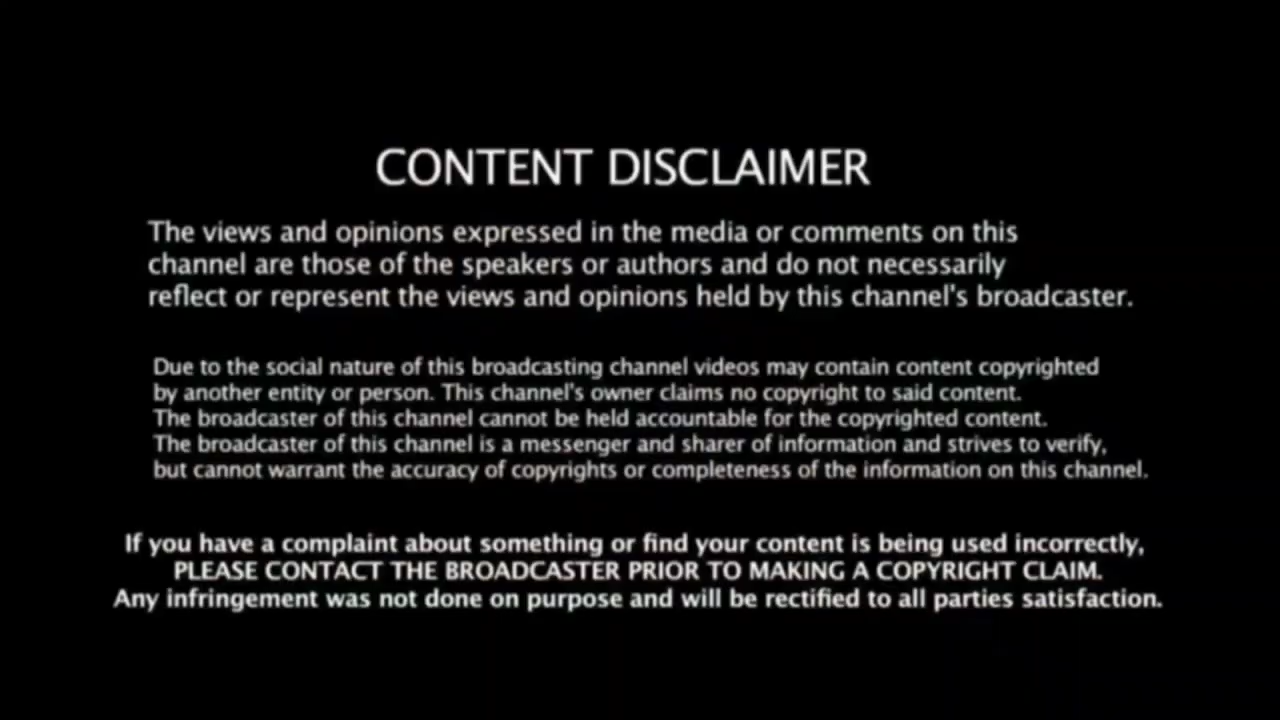 CONTENT DISCLAIMER
The views and opinions expressed in the media or comments on this
channel are those of the speakers or authors and do not necessarily
reflect or represent the views and opinions held by this channel's broadcaster.
Due to the social nature of this broadcasting channel videos may contain content copyrighted
by another entity or person. This channel's owner claims no copyright to said content.
The broadcaster of this channel cannot be held accountable for the copyrighted content.
The broadcaster of this channel is a messenger and sharer of information and strives to verify,
but cannot warrant the accuracy of copyrights or completeness of the information on this channel.
If you have a complaint about something or find your content is being used incorrectly,
PLEASE CONTACT THE BROADCASTER PRIOR TO MAKING A COPYRIGHT CLAIM.
Any infringement was not done on purpose and will be rectified to all parties satisfaction.